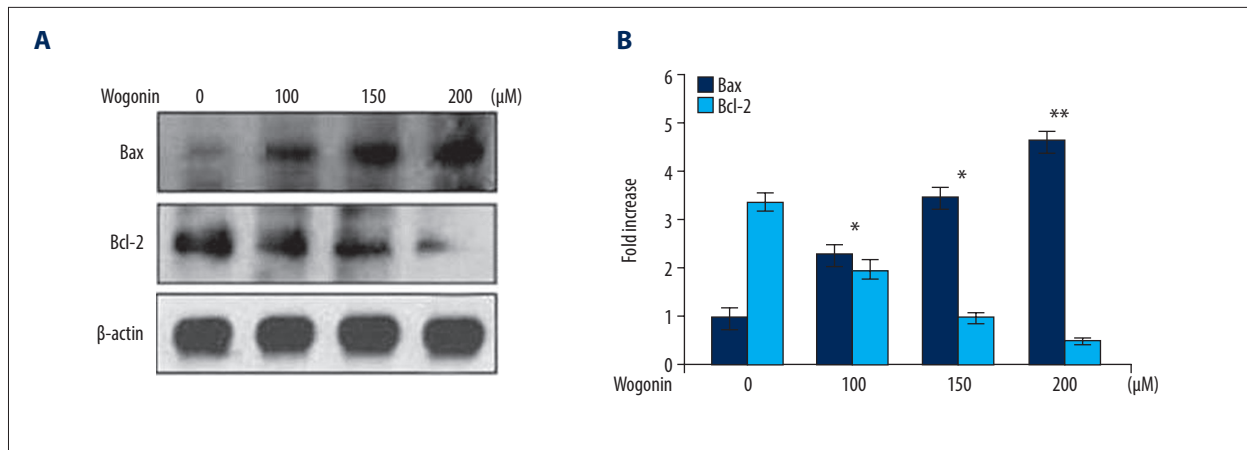 A
Wogonin 0 100 150 200 (μM)
Bax
Bcl-2
β-actin
B
Bax
Bcl-2
Fold increase
6
5
4
3
2
1
0
*
*
**
Wogonin 0 100 150 200 (μM)